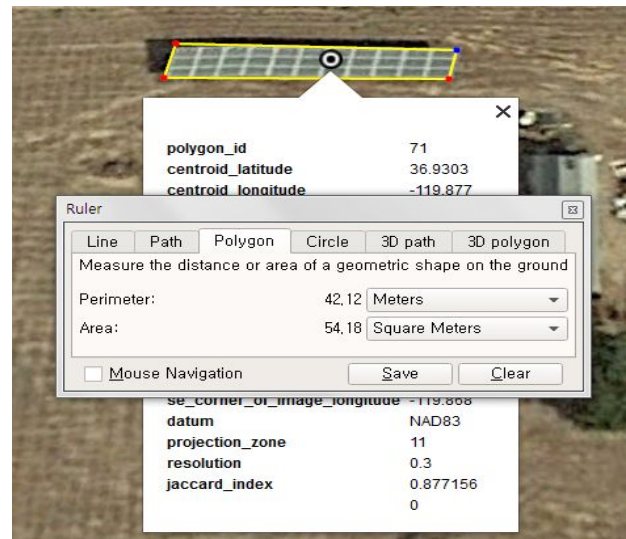 polygon_id 71
centroid_latitude 36.9303
centroid_longitude -119.877
Ruler
Line Path Polygon Circle 3D path 3D polygon
Measure the distance or area of a geometric shape on the ground
Perimeter: 42,12 Meters
Area: 54,18 Square Meters
Mouse Navigation Save Clear
se_corner_of_image_longitude -119.868
datum NAD83
projection_zone 11
resolution 0.3
jaccard_index 0.877156
0